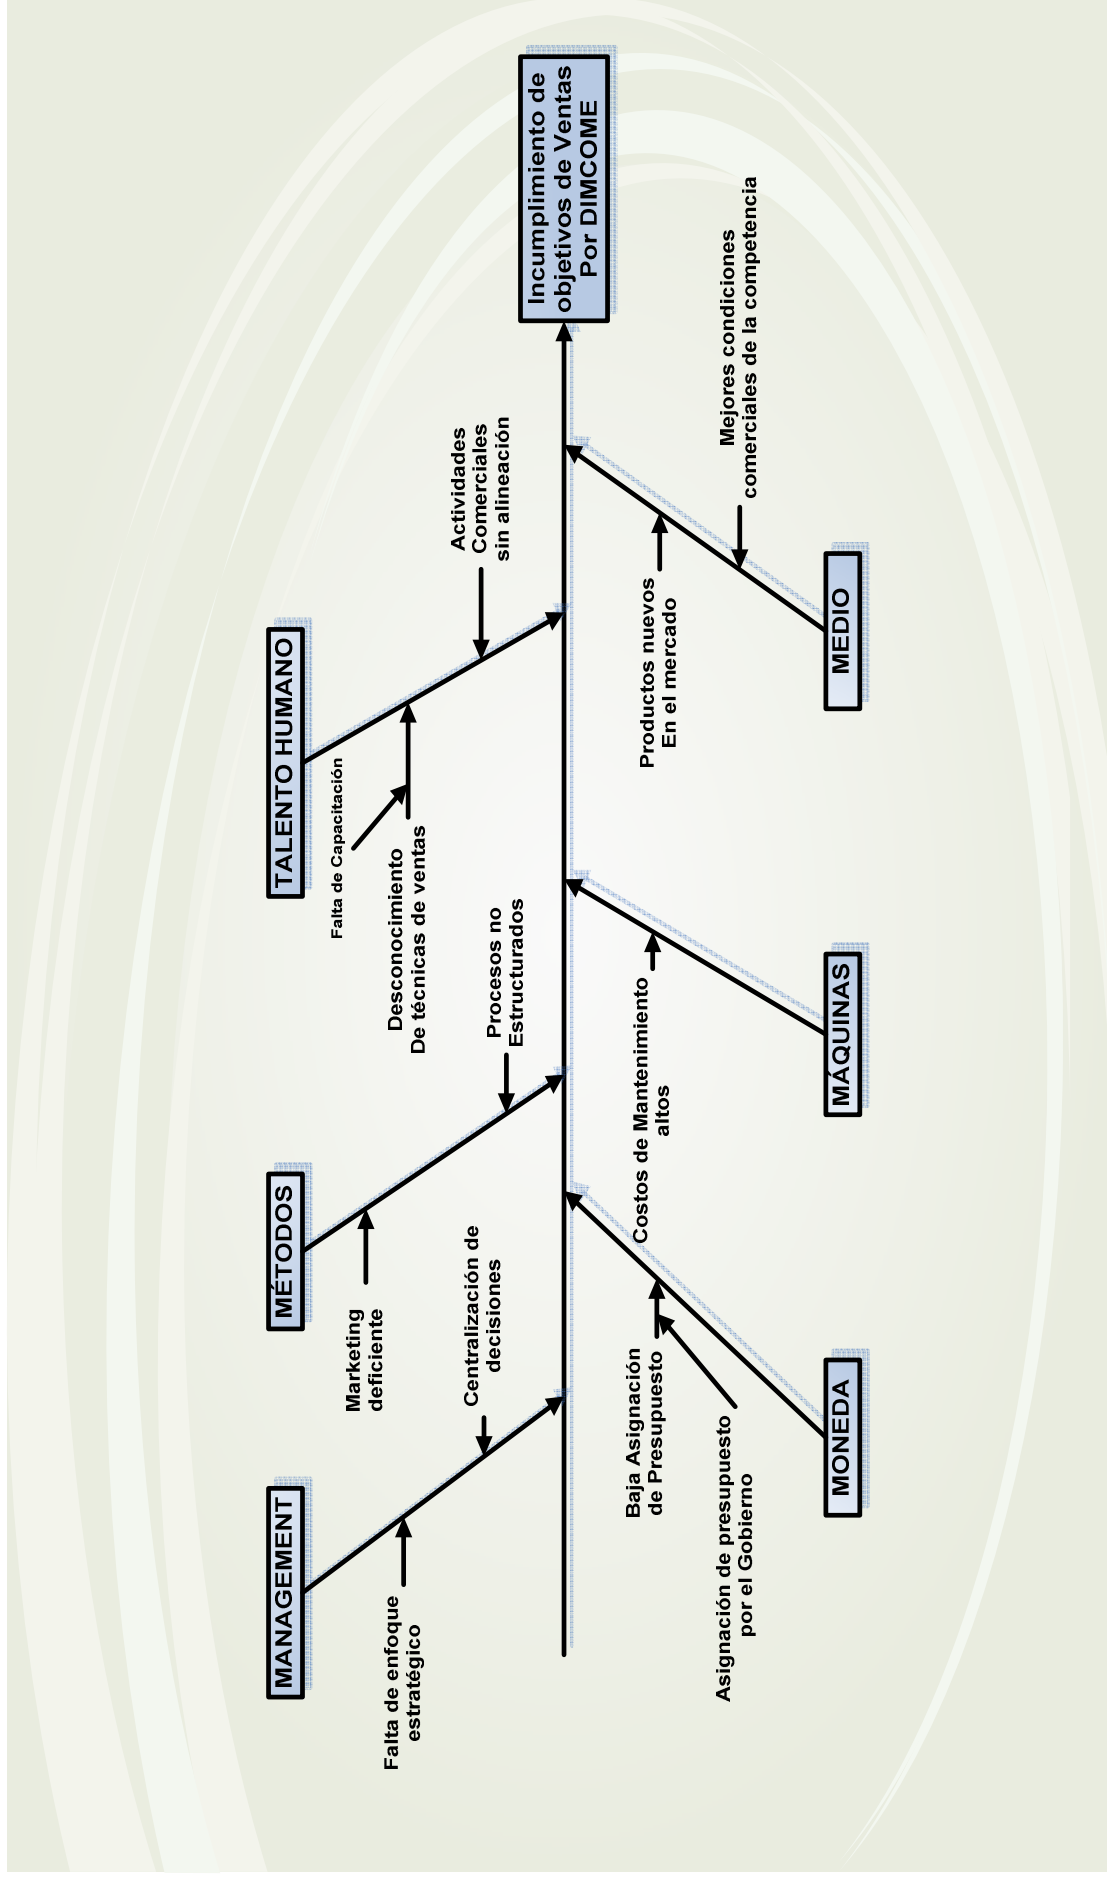 MANAGEMENT
MÉTODOS
TALENTO HUMANO
Falta de enfoque
estratégico
Centralización de
decisiones
Marketing
deficiente
Procesos no
Estructurados
Falta de Capacitación
Desconocimiento
De técnicas de ventas
Actividades
Comerciales
sin alineación
Incumplimiento de
objetivos de Ventas
Por DIMCOME
Baja Asignación
de Presupuesto
Asignación de presupuesto
por el Gobierno
Costos de Mantenimiento
altos
Productos nuevos
En el mercado
Mejores condiciones
comerciales de la competencia
MONEDA
MÁQUINAS
MEDIO